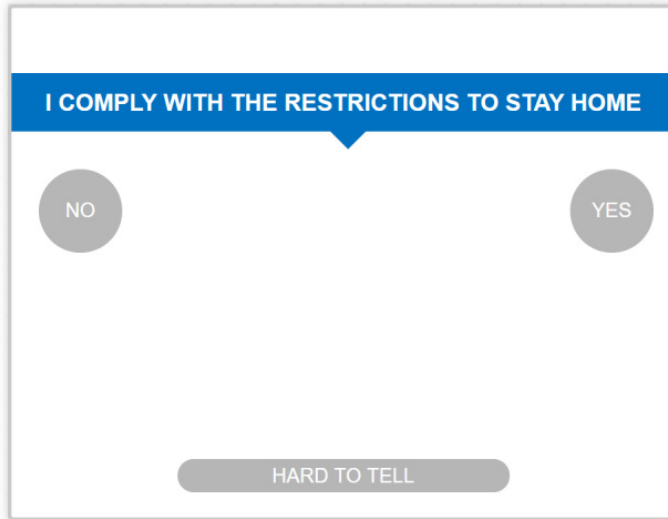 I COMPLY WITH THE RESTRICTIONS TO STAY HOME
NO
YES
HARD TO TELL